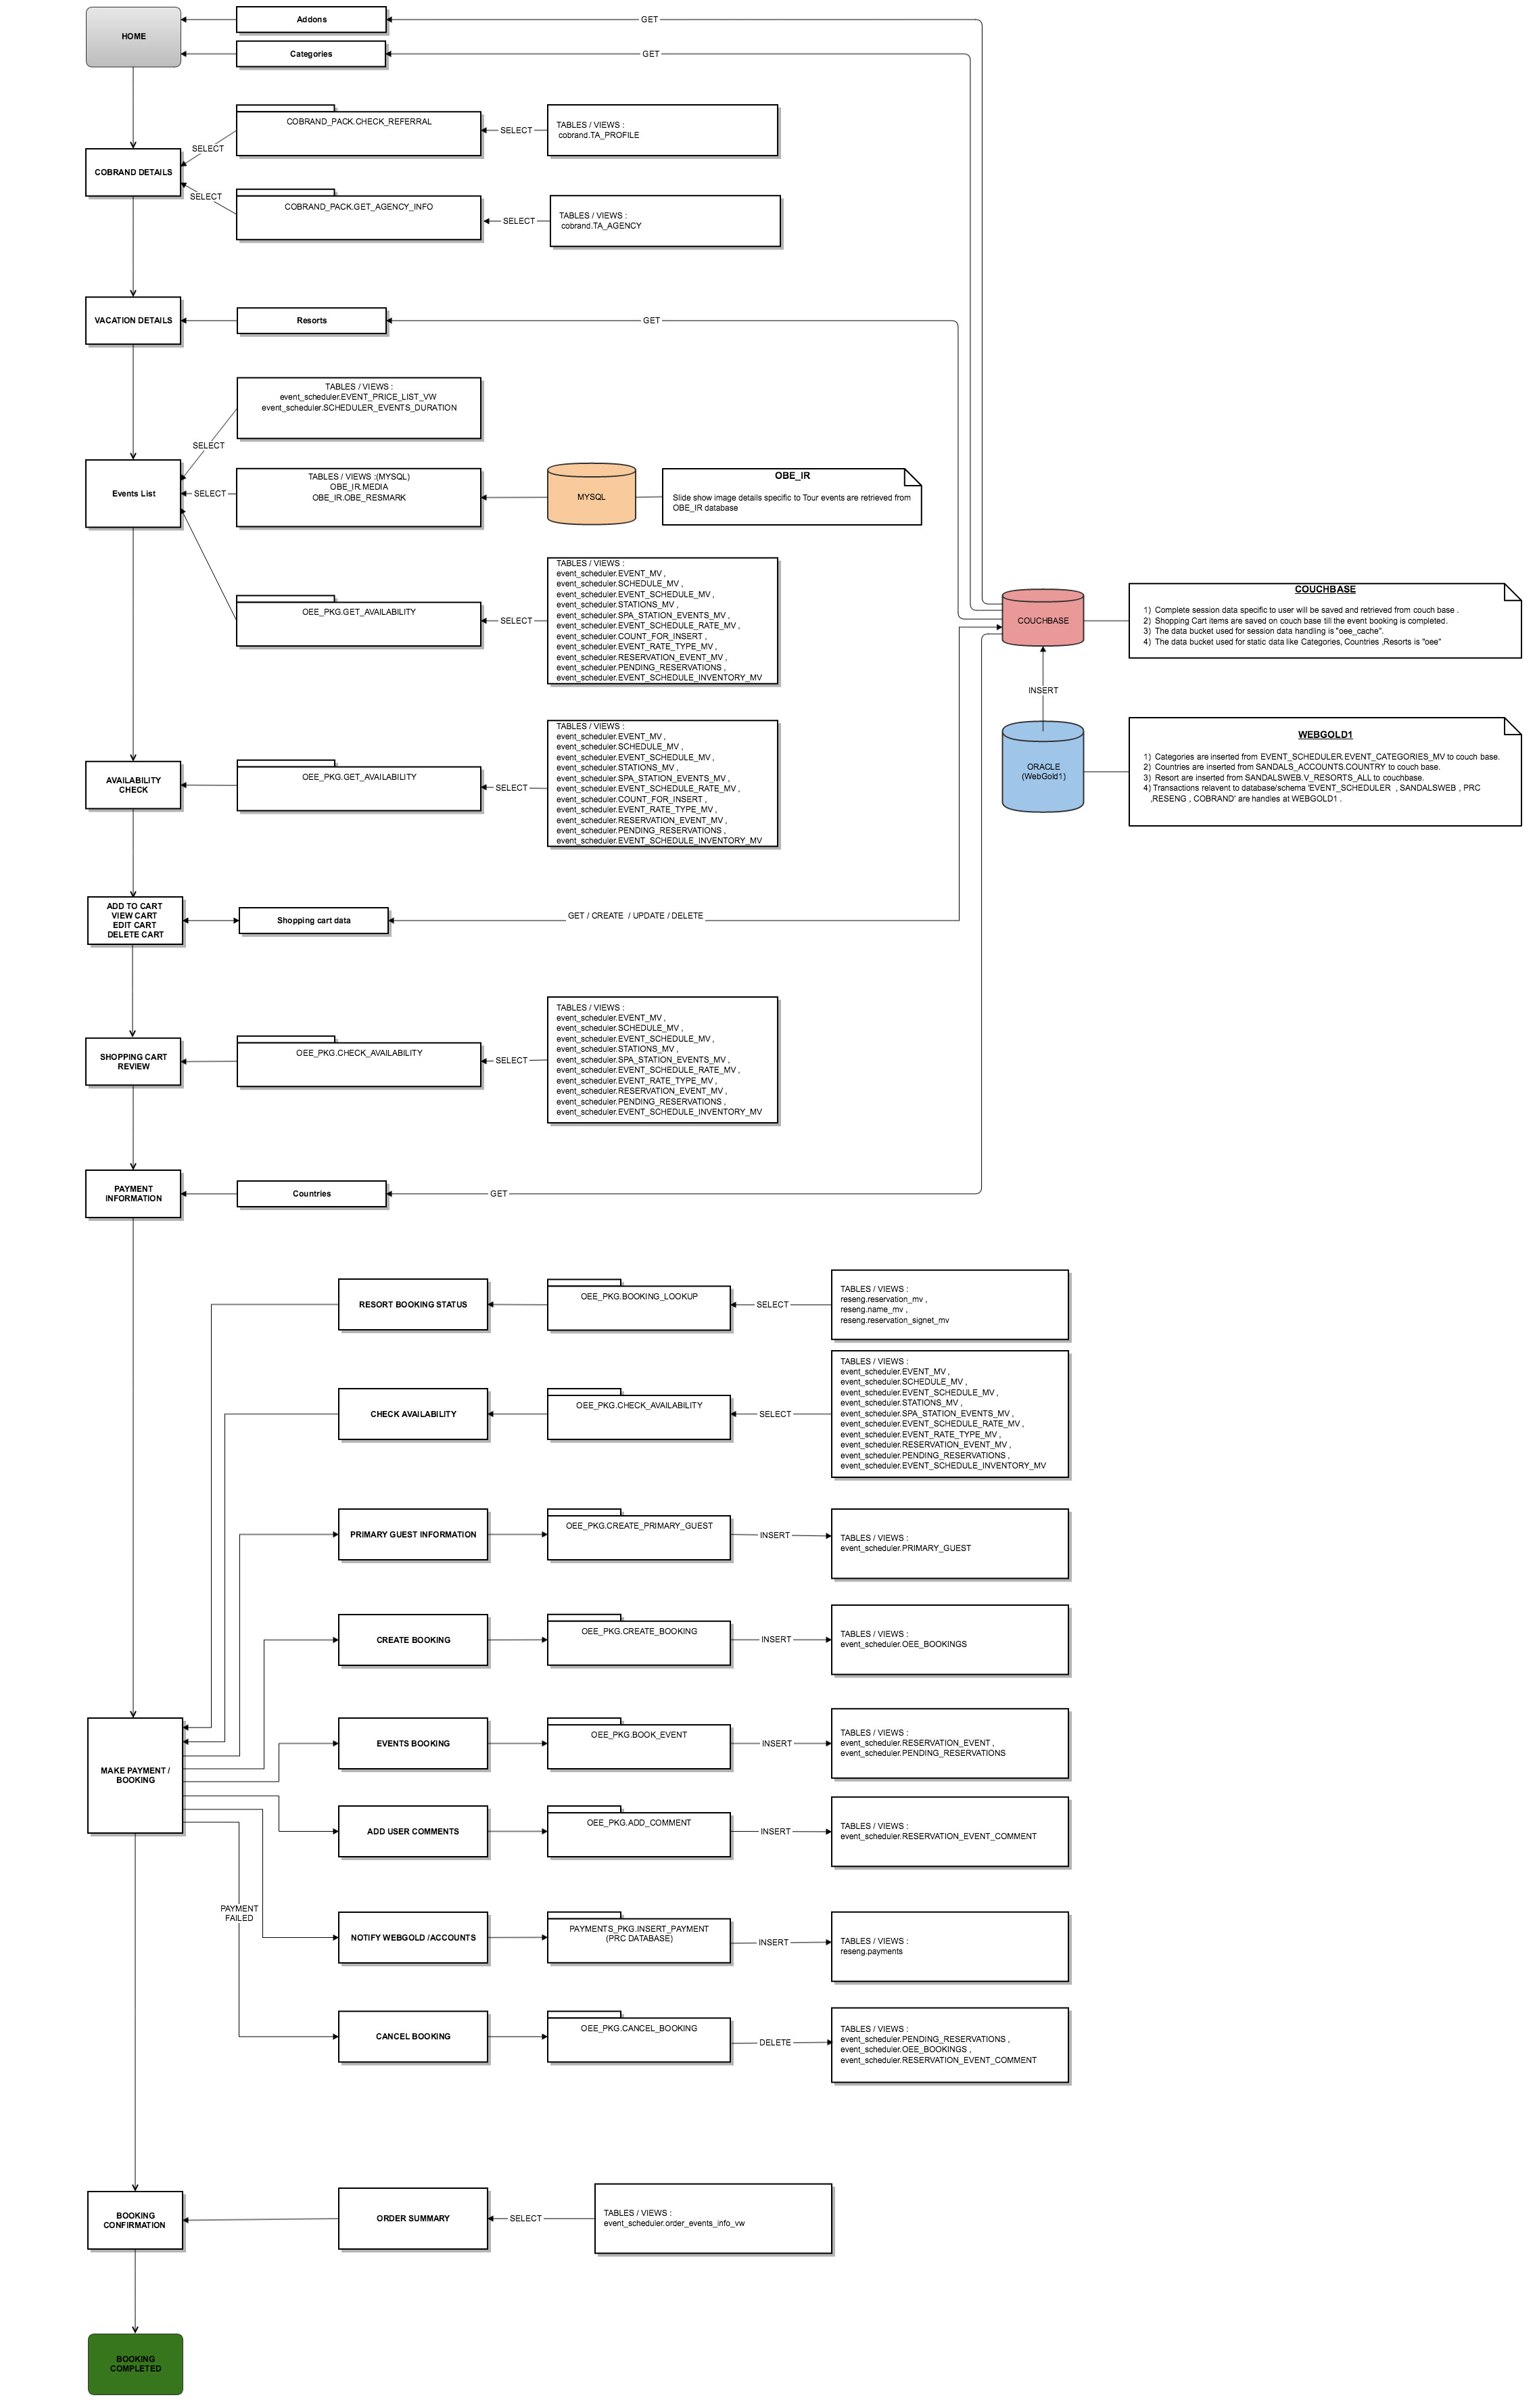 HOME
Addons
GET
Categories
GET
COBRAND_PACK.CHECK_REFERRAL
SELECT
TABLES / VIEWS :
cobrand.TA_PROFILE
SELECT
COBRAND DETAILS
SELECT
COBRAND_PACK.GET_AGENCY_INFO
SELECT
TABLES / VIEWS :
cobrand.TA_AGENCY
VACATION DETAILS
Resorts
GET
TABLES / VIEWS :
event_scheduler.EVENT_PRICE_LIST_VW
event_scheduler.SCHEDULER_EVENTS_DURATION
SELECT
Events List
SELECT
TABLES / VIEWS :(MYSQL)
OBE_IR.MEDIA
OBE_IR.OBE_RESMARK
MYSQL
OBE_IR
Slide show image details specific to Tour events are retrieved from
OBE_IR database
OEE_PKG.GET_AVAILABILITY
SELECT
TABLES / VIEWS :
event_scheduler.EVENT_MV ,
event_scheduler.SCHEDULE_MV ,
event_scheduler.EVENT_SCHEDULE_MV ,
event_scheduler.STATIONS_MV ,
event_scheduler.SPA_STATION_EVENTS_MV ,
event_scheduler.EVENT_SCHEDULE_RATE_MV ,
event_scheduler.COUNT_FOR_INSERT ,
event_scheduler.EVENT_RATE_TYPE_MV ,
event_scheduler.RESERVATION_EVENT_MV ,
event_scheduler.PENDING_RESERVATIONS ,
event_scheduler.EVENT_SCHEDULE_INVENTORY_MV
COUCHBASE
COUCHBASE
1) Complete session data specific to user will be saved and retrieved from couch base .
2) Shopping Cart items are saved on couch base till the event booking is completed.
3) The data bucket used for session data handling is "oee_cache".
4) The data bucket used for static data like Categories, Countries ,Resorts is "oee"
INSERT
ORACLE
(WebGold1)
WEBGOLD1
1) Categories are inserted from EVENT_SCHEDULER.EVENT_CATEGORIES_MV to couch base.
2) Countries are inserted from SANDALS_ACCOUNTS.COUNTRY to couch base.
3) Resort are inserted from SANDALSWEB.V_RESORTS_ALL to couchbase.
4) Transactions relavent to database/schema 'EVENT_SCHEDULER , SANDALSWEB , PRC
,RESENG , COBRAND' are handles at WEBGOLD1 .
AVAILABILITY
CHECK
OEE_PKG.GET_AVAILABILITY
SELECT
TABLES / VIEWS :
event_scheduler.EVENT_MV ,
event_scheduler.SCHEDULE_MV ,
event_scheduler.EVENT_SCHEDULE_MV ,
event_scheduler.STATIONS_MV ,
event_scheduler.SPA_STATION_EVENTS_MV ,
event_scheduler.EVENT_SCHEDULE_RATE_MV ,
event_scheduler.COUNT_FOR_INSERT ,
event_scheduler.EVENT_RATE_TYPE_MV ,
event_scheduler.RESERVATION_EVENT_MV ,
event_scheduler.PENDING_RESERVATIONS ,
event_scheduler.EVENT_SCHEDULE_INVENTORY_MV
ADD TO CART
VIEW CART
EDIT CART
DELETE CART
Shopping cart data
GET / CREATE / UPDATE / DELETE
SHOPPING CART
REVIEW
OEE_PKG.CHECK_AVAILABILITY
SELECT
TABLES / VIEWS :
event_scheduler.EVENT_MV ,
event_scheduler.SCHEDULE_MV ,
event_scheduler.EVENT_SCHEDULE_MV ,
event_scheduler.STATIONS_MV ,
event_scheduler.SPA_STATION_EVENTS_MV ,
event_scheduler.EVENT_SCHEDULE_RATE_MV ,
event_scheduler.EVENT_RATE_TYPE_MV ,
event_scheduler.RESERVATION_EVENT_MV ,
event_scheduler.PENDING_RESERVATIONS ,
event_scheduler.EVENT_SCHEDULE_INVENTORY_MV
PAYMENT
INFORMATION
Countries
GET
RESORT BOOKING STATUS
OEE_PKG.BOOKING_LOOKUP
SELECT
TABLES / VIEWS :
reseng.reservation_mv ,
reseng.name_mv ,
reseng.reservation_signet_mv
CHECK AVAILABILITY
OEE_PKG.CHECK_AVAILABILITY
SELECT
TABLES / VIEWS :
event_scheduler.EVENT_MV ,
event_scheduler.SCHEDULE_MV ,
event_scheduler.EVENT_SCHEDULE_MV ,
event_scheduler.STATIONS_MV ,
event_scheduler.SPA_STATION_EVENTS_MV ,
event_scheduler.EVENT_SCHEDULE_RATE_MV ,
event_scheduler.EVENT_RATE_TYPE_MV ,
event_scheduler.RESERVATION_EVENT_MV ,
event_scheduler.PENDING_RESERVATIONS ,
event_scheduler.EVENT_SCHEDULE_INVENTORY_MV
PRIMARY GUEST INFORMATION
OEE_PKG.CREATE_PRIMARY_GUEST
INSERT
TABLES / VIEWS :
event_scheduler.PRIMARY_GUEST
CREATE BOOKING
OEE_PKG.CREATE_BOOKING
INSERT
TABLES / VIEWS :
event_scheduler.OEE_BOOKINGS
MAKE PAYMENT /
BOOKING
EVENTS BOOKING
OEE_PKG.BOOK_EVENT
INSERT
TABLES / VIEWS :
event_scheduler.RESERVATION_EVENT ,
event_scheduler.PENDING_RESERVATIONS
ADD USER COMMENTS
OEE_PKG.ADD_COMMENT
INSERT
TABLES / VIEWS :
event_scheduler.RESERVATION_EVENT_COMMENT
PAYMENT
FAILED
NOTIFY WEBGOLD /ACCOUNTS
PAYMENTS_PKG.INSERT_PAYMENT
(PRC DATABASE)
INSERT
TABLES / VIEWS :
reseng.payments
CANCEL BOOKING
OEE_PKG.CANCEL_BOOKING
DELETE
TABLES / VIEWS :
event_scheduler.PENDING_RESERVATIONS ,
event_scheduler.OEE_BOOKINGS ,
event_scheduler.RESERVATION_EVENT_COMMENT
BOOKING
CONFIRMATION
ORDER SUMMARY
SELECT
TABLES / VIEWS :
event_scheduler.order_events_info_vw
BOOKING
COMPLETED